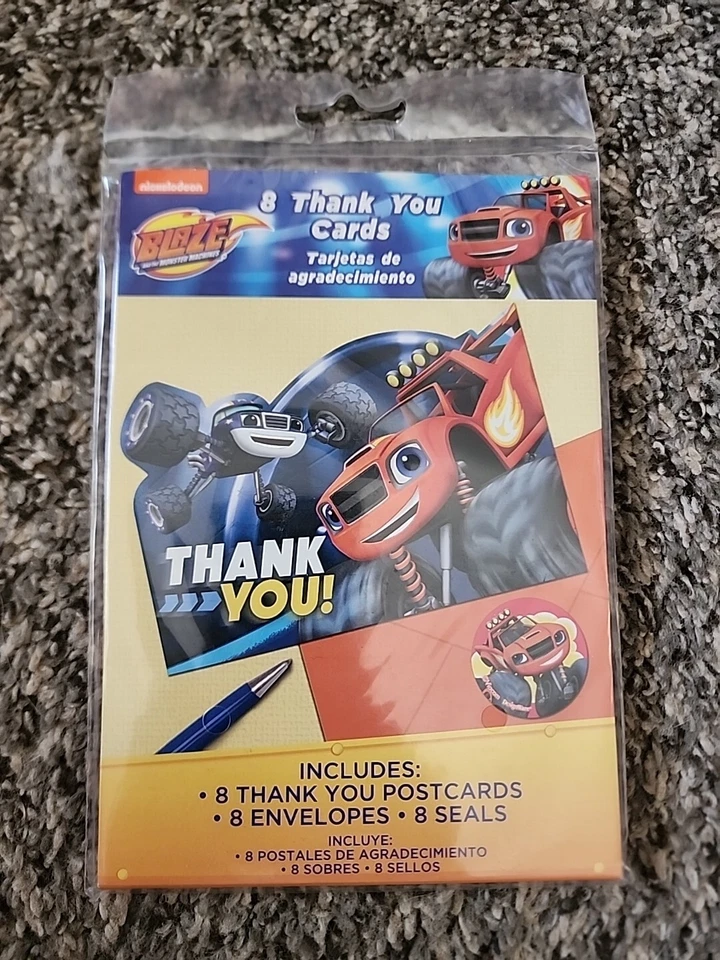 nickelodeon
8 Thank You
Cards
BLAZE
AND THE MONSTER MACHINES
Tarjetas de
agradecimiento
THANK
YOU!
INCLUDES:
• 8 THANK YOU POSTCARDS
• 8 ENVELOPES • 8 SEALS
INCLUYE:
• 8 POSTALES DE AGRADECIMIENTO
• 8 SOBRES • 8 SELLOS